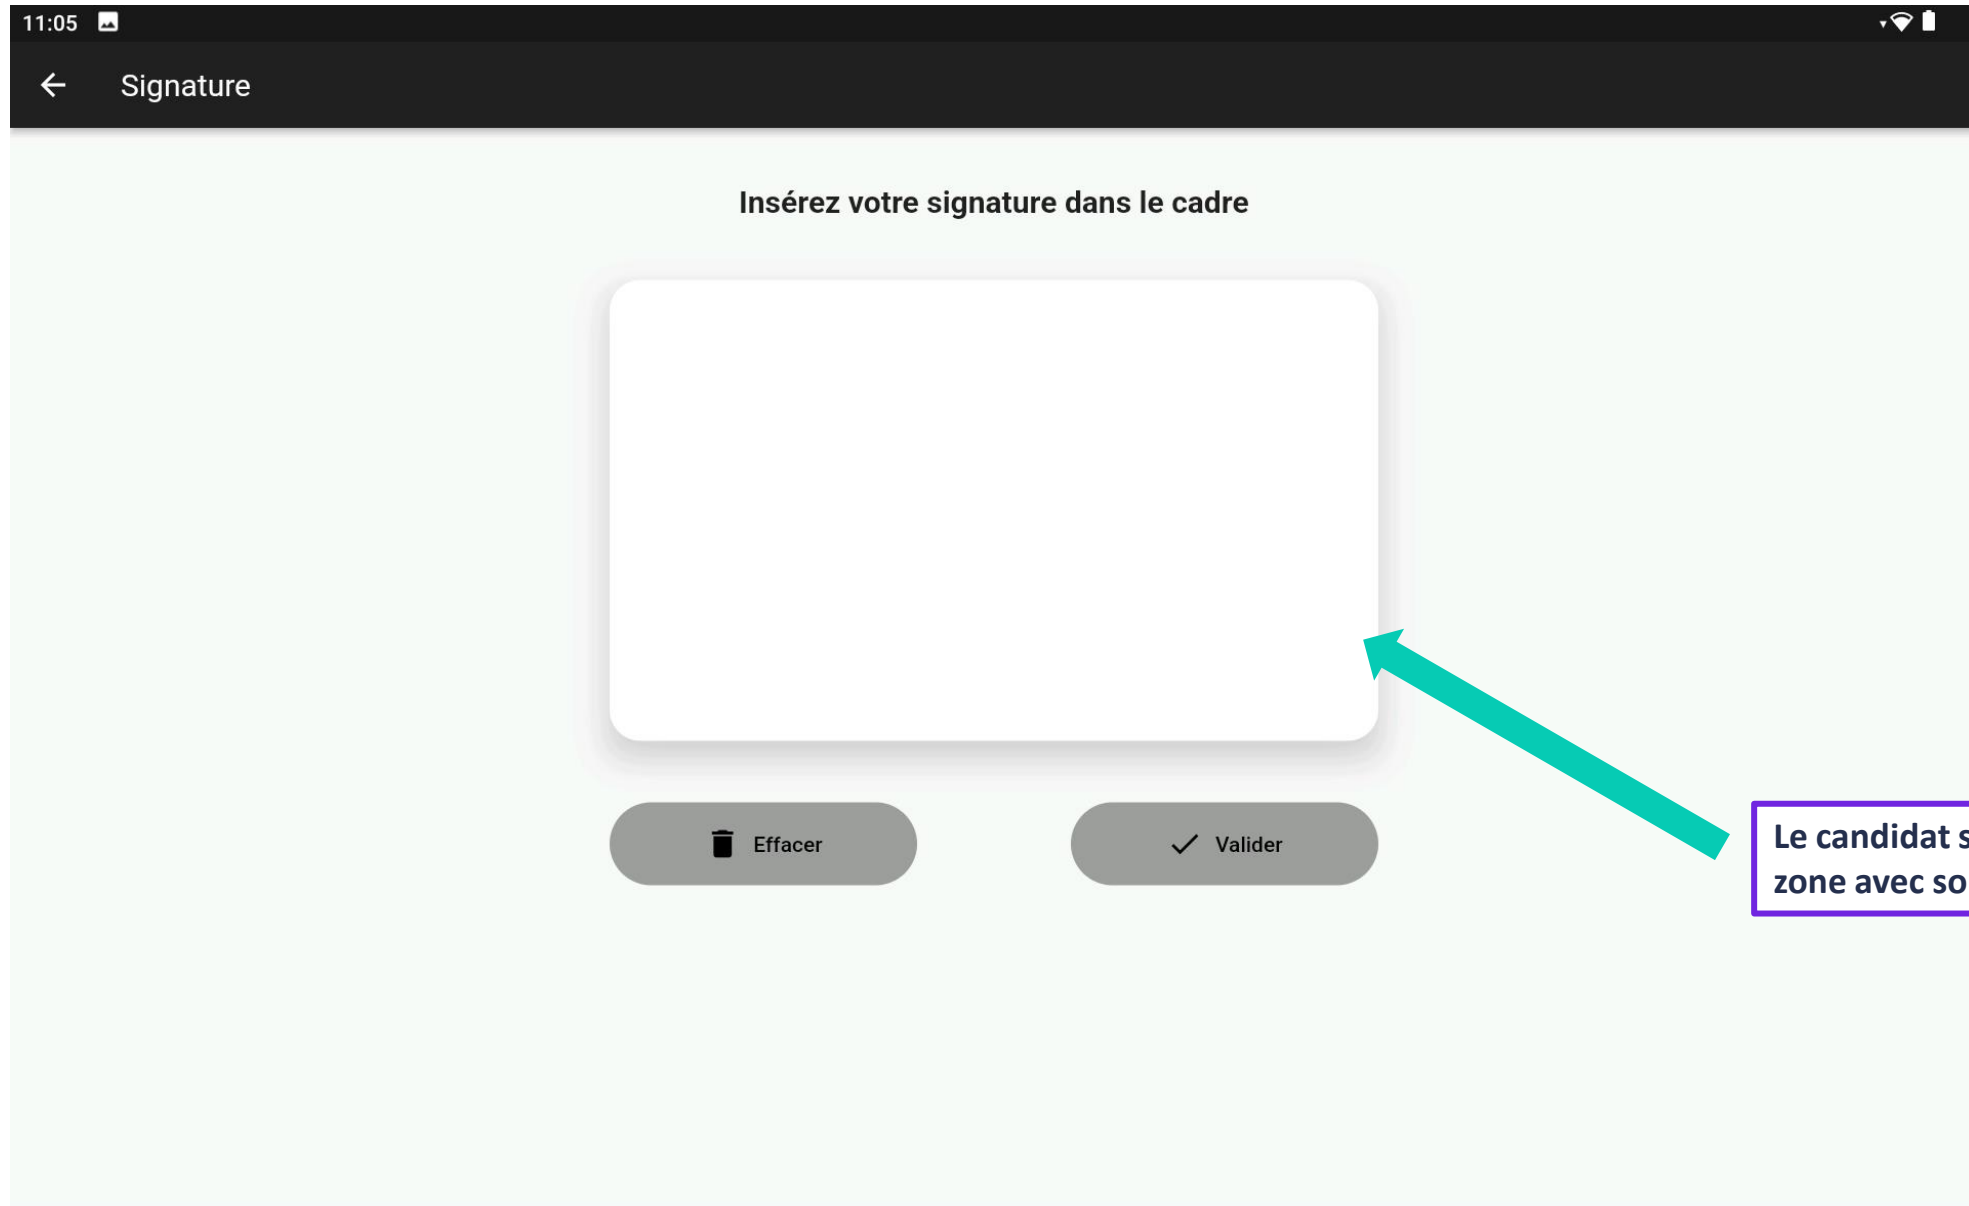 11:05
Signature
Insérez votre signature dans le cadre
Effacer
Valider
Le candidat
zone avec